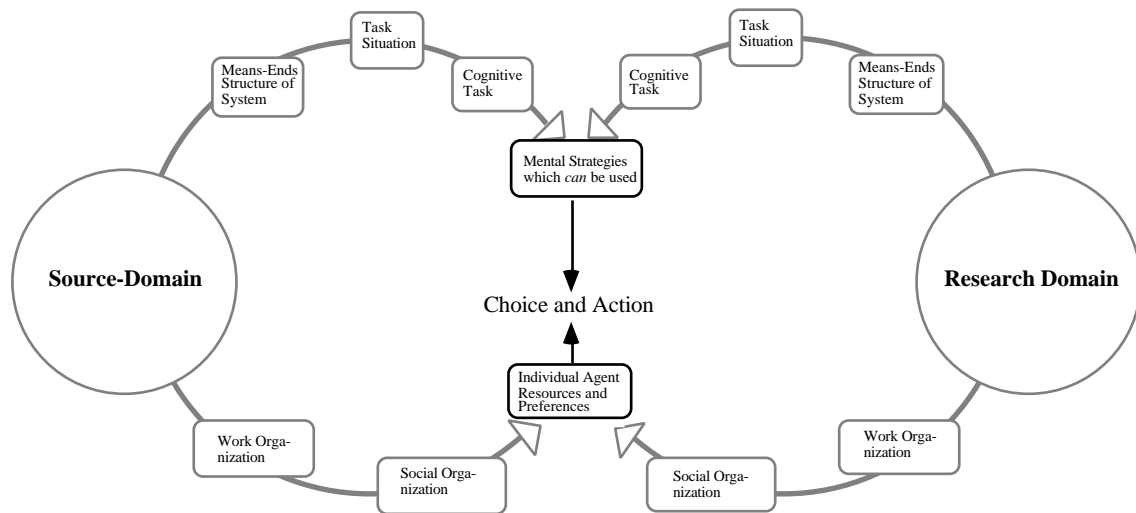 Task
Situation
Means-Ends
Structure of
System
Cognitive
Task
Task
Situation
Cognitive
Task
Means-Ends
Structure of
System
Mental Strategies
which can be used
Source-Domain
Research Domain
Choice and Action
Individual Agent
Resources and
Preferences
Work Orga-
nization
Social Orga-
nization
Social Orga-
nization
Work Orga-
nization